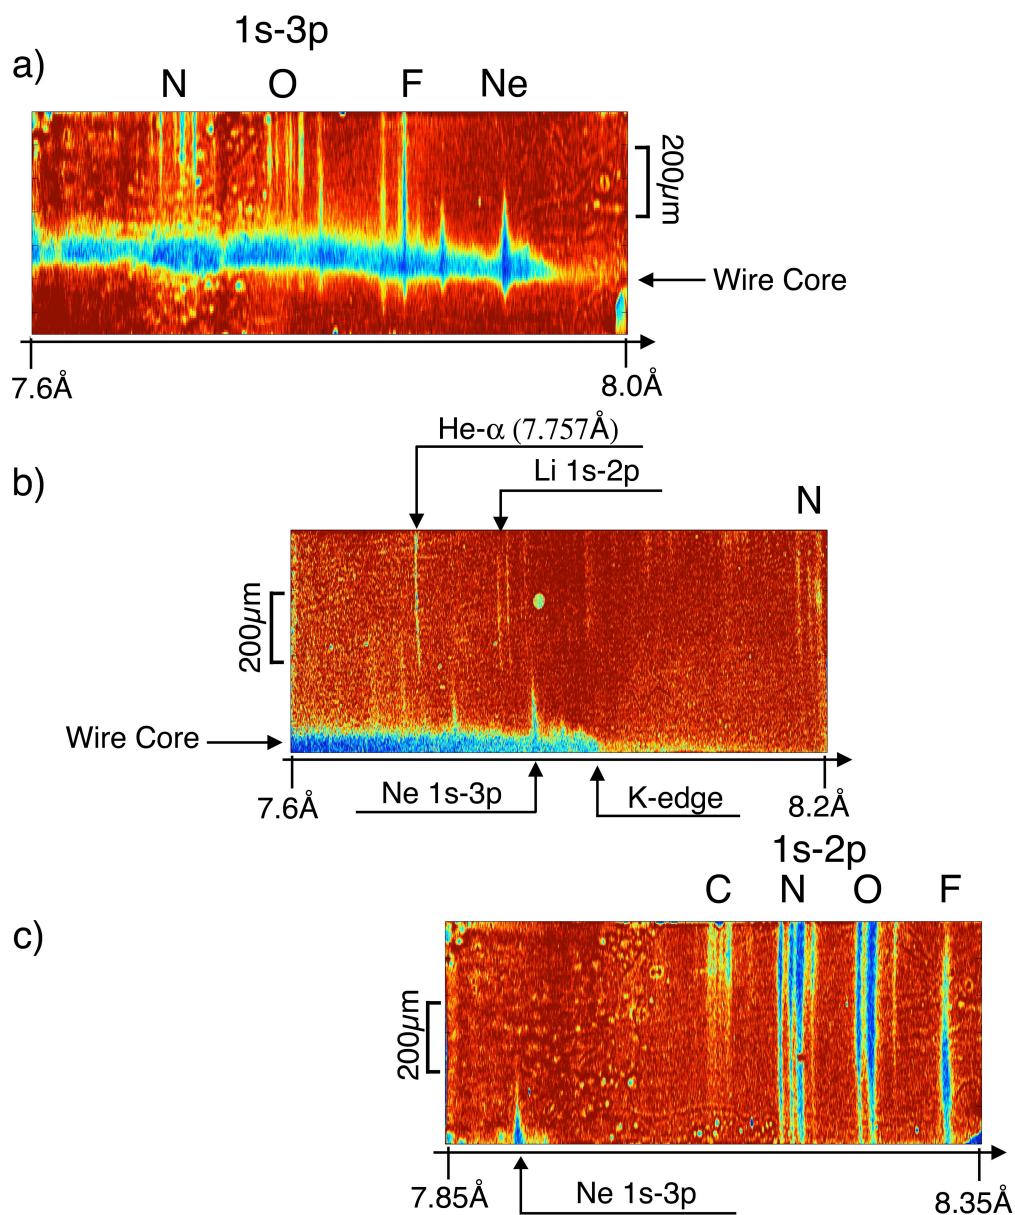 1s-3p
a)
N O F Ne
200µm
Wire Core
7.6Å
8.0Å
He-α (7.757Å)
b)
Li 1s-2p
N
200µm
Wire Core
7.6Å
Ne 1s-3p
K-edge
8.2Å
1s-2p
C N O F
c)
200µm
7.85Å
Ne 1s-3p
8.35Å